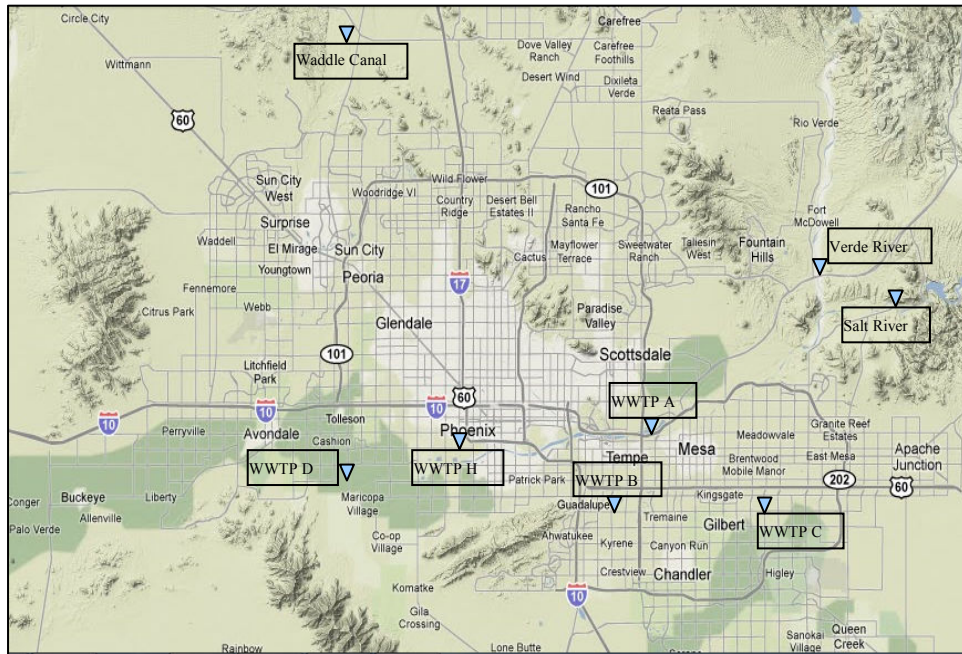 Circle City
Carefree
Waddle Canal
Dove Valley
Ranch
Carefree
Foothills
Wittmann
Desert Wind
Dixileta
Verde
60
Reata Pass
Rio Verde
Sun City
West
Woodridge VI
Wild Flower
101
Country
Ridge
Desert Bell
Estates II
Rancho
Santa Fe
Fort
McDowell
Surprise
Waddell
El Mirage
Sun City
Cactus
Mayflower
Terrace
Sweetwater
Ranch
Taliesin
West
Fountain
Hills
Verde River
Youngtown
Peoria
Fennemore
17
Citrus Park
Webb
Paradise
Valley
Glendale
Salt River
101
Scottsdale
Litchfield
Park
60
WWTP A
10
10
10
Tolleson
Perryville
Avondale
Cashion
Phoenix
Tempe
Mesa
Meadowvale
Granite Reef
Estates
WWTP D
WWTP H
WWTP B
Brentwood
Mobile Manor
East Mesa
Apache
Junction
Conger
Buckeye
Liberty
Maricopa
Village
Patrick Park
Guadalupe
Kingsgate
202
60
Palo Verde
Allenville
Tremaine
Gilbert
WWTP C
Co-op
Village
Ahwatukee
Kyrene
Canyon Run
Crestview
Chandler
Higley
Komatke
10
Gila
Crossing
Rainbow
Lone Butte
Sanokai
Village
Queen
Creek